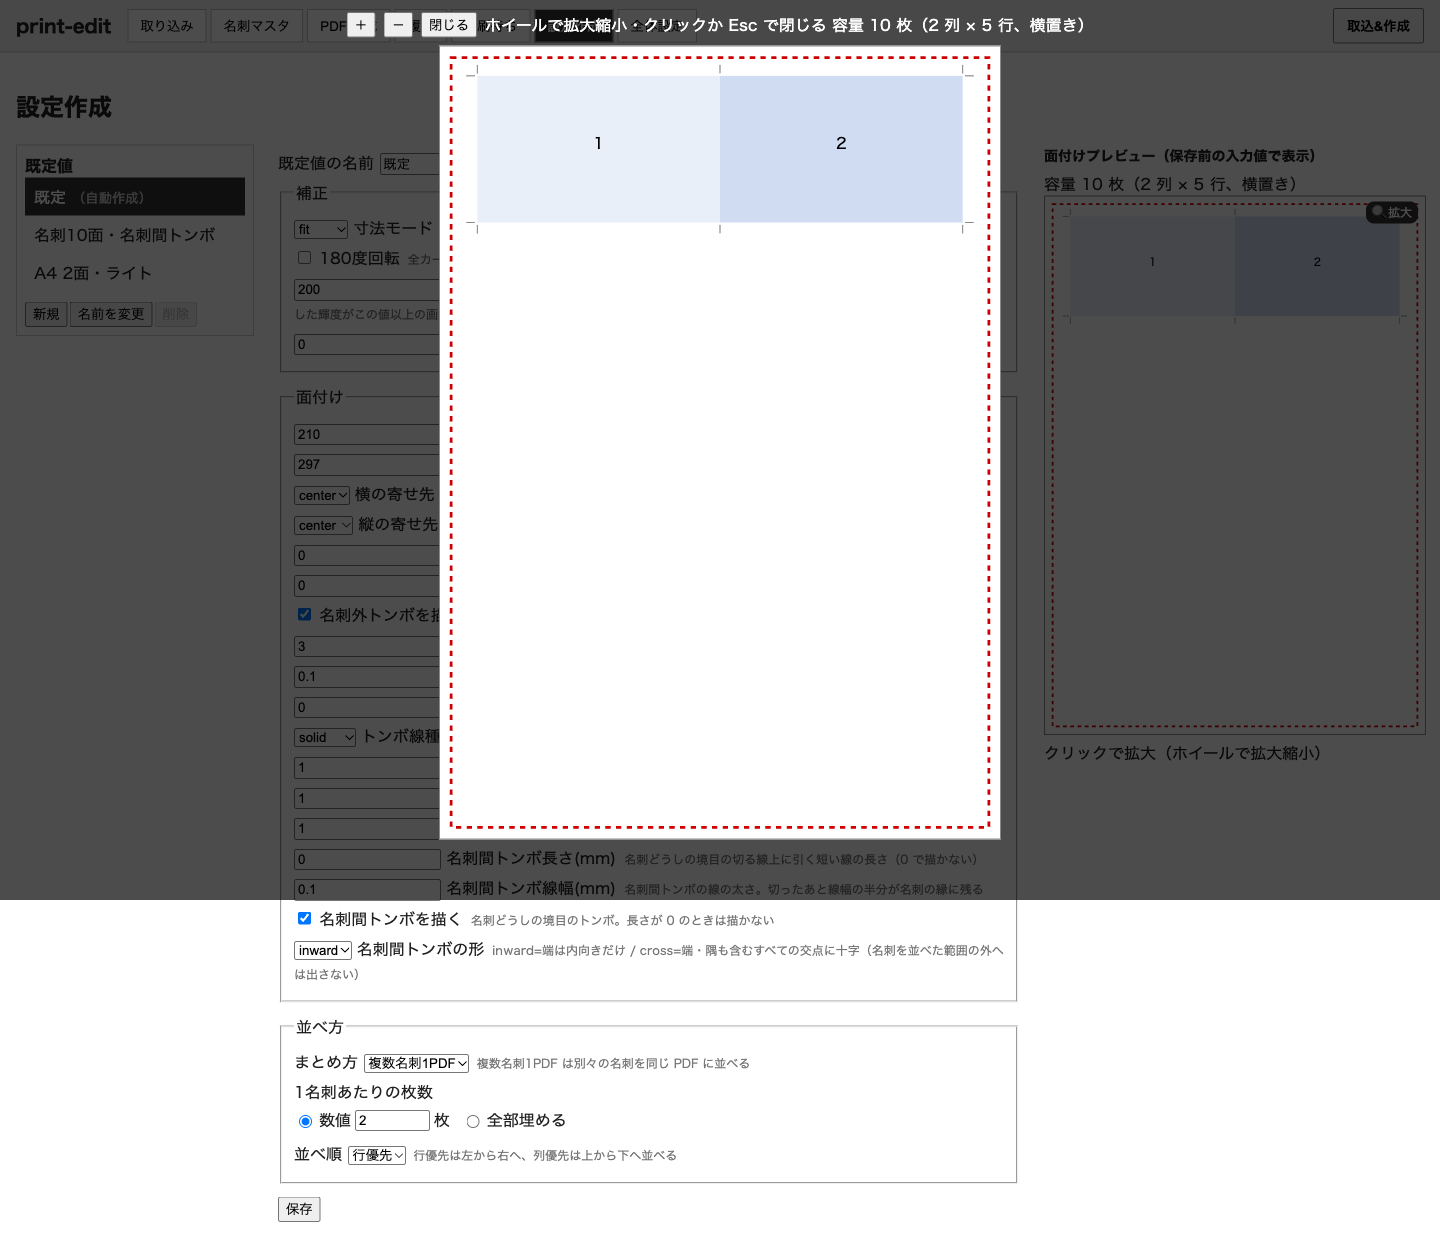 print-edit
取り込み
名刺マスタ
PDF
＋
－
閉じる
ホイールで拡大縮小・クリックか Esc で閉じる 容量 10 枚（2 列 × 5 行、横置き）
取込&作成
設定作成
既定値
既定 （自動作成）
名刺10面・名刺間トンボ
A4 2面・ライト
新規
名前を変更
削除
既定値の名前 既定
補正
fit 寸法モード
180度回転 全カー
200
した輝度がこの値以上の画
0
面付け
210
297
center 横の寄せ先
center 縦の寄せ先
0
0
名刺外トンボを描
3
0.1
0
solid トンボ線種
1
1
1
0 名刺間トンボ長さ(mm) 名刺どうしの境目の切る線上に引く短い線の長さ（0 で描かない）
0.1 名刺間トンボ線幅(mm) 名刺間トンボの線の太さ。切ったあと線幅の半分が名刺の縁に残る
名刺間トンボを描く 名刺どうしの境目のトンボ。長さが 0 のときは描かない
inward 名刺間トンボの形 inward=端は内向きだけ / cross=端・隅も含むすべての交点に十字（名刺を並べた範囲の外へ
は出さない）
並べ方
まとめ方 複数名刺1PDF 複数名刺1PDF は別々の名刺を同じ PDF に並べる
1名刺あたりの枚数
数値 2 枚 全部埋める
並べ順 行優先 行優先は左から右へ、列優先は上から下へ並べる
保存
1
2
面付けプレビュー（保存前の入力値で表示）
容量 10 枚（2 列 × 5 行、横置き）
拡大
1
2
クリックで拡大（ホイールで拡大縮小）